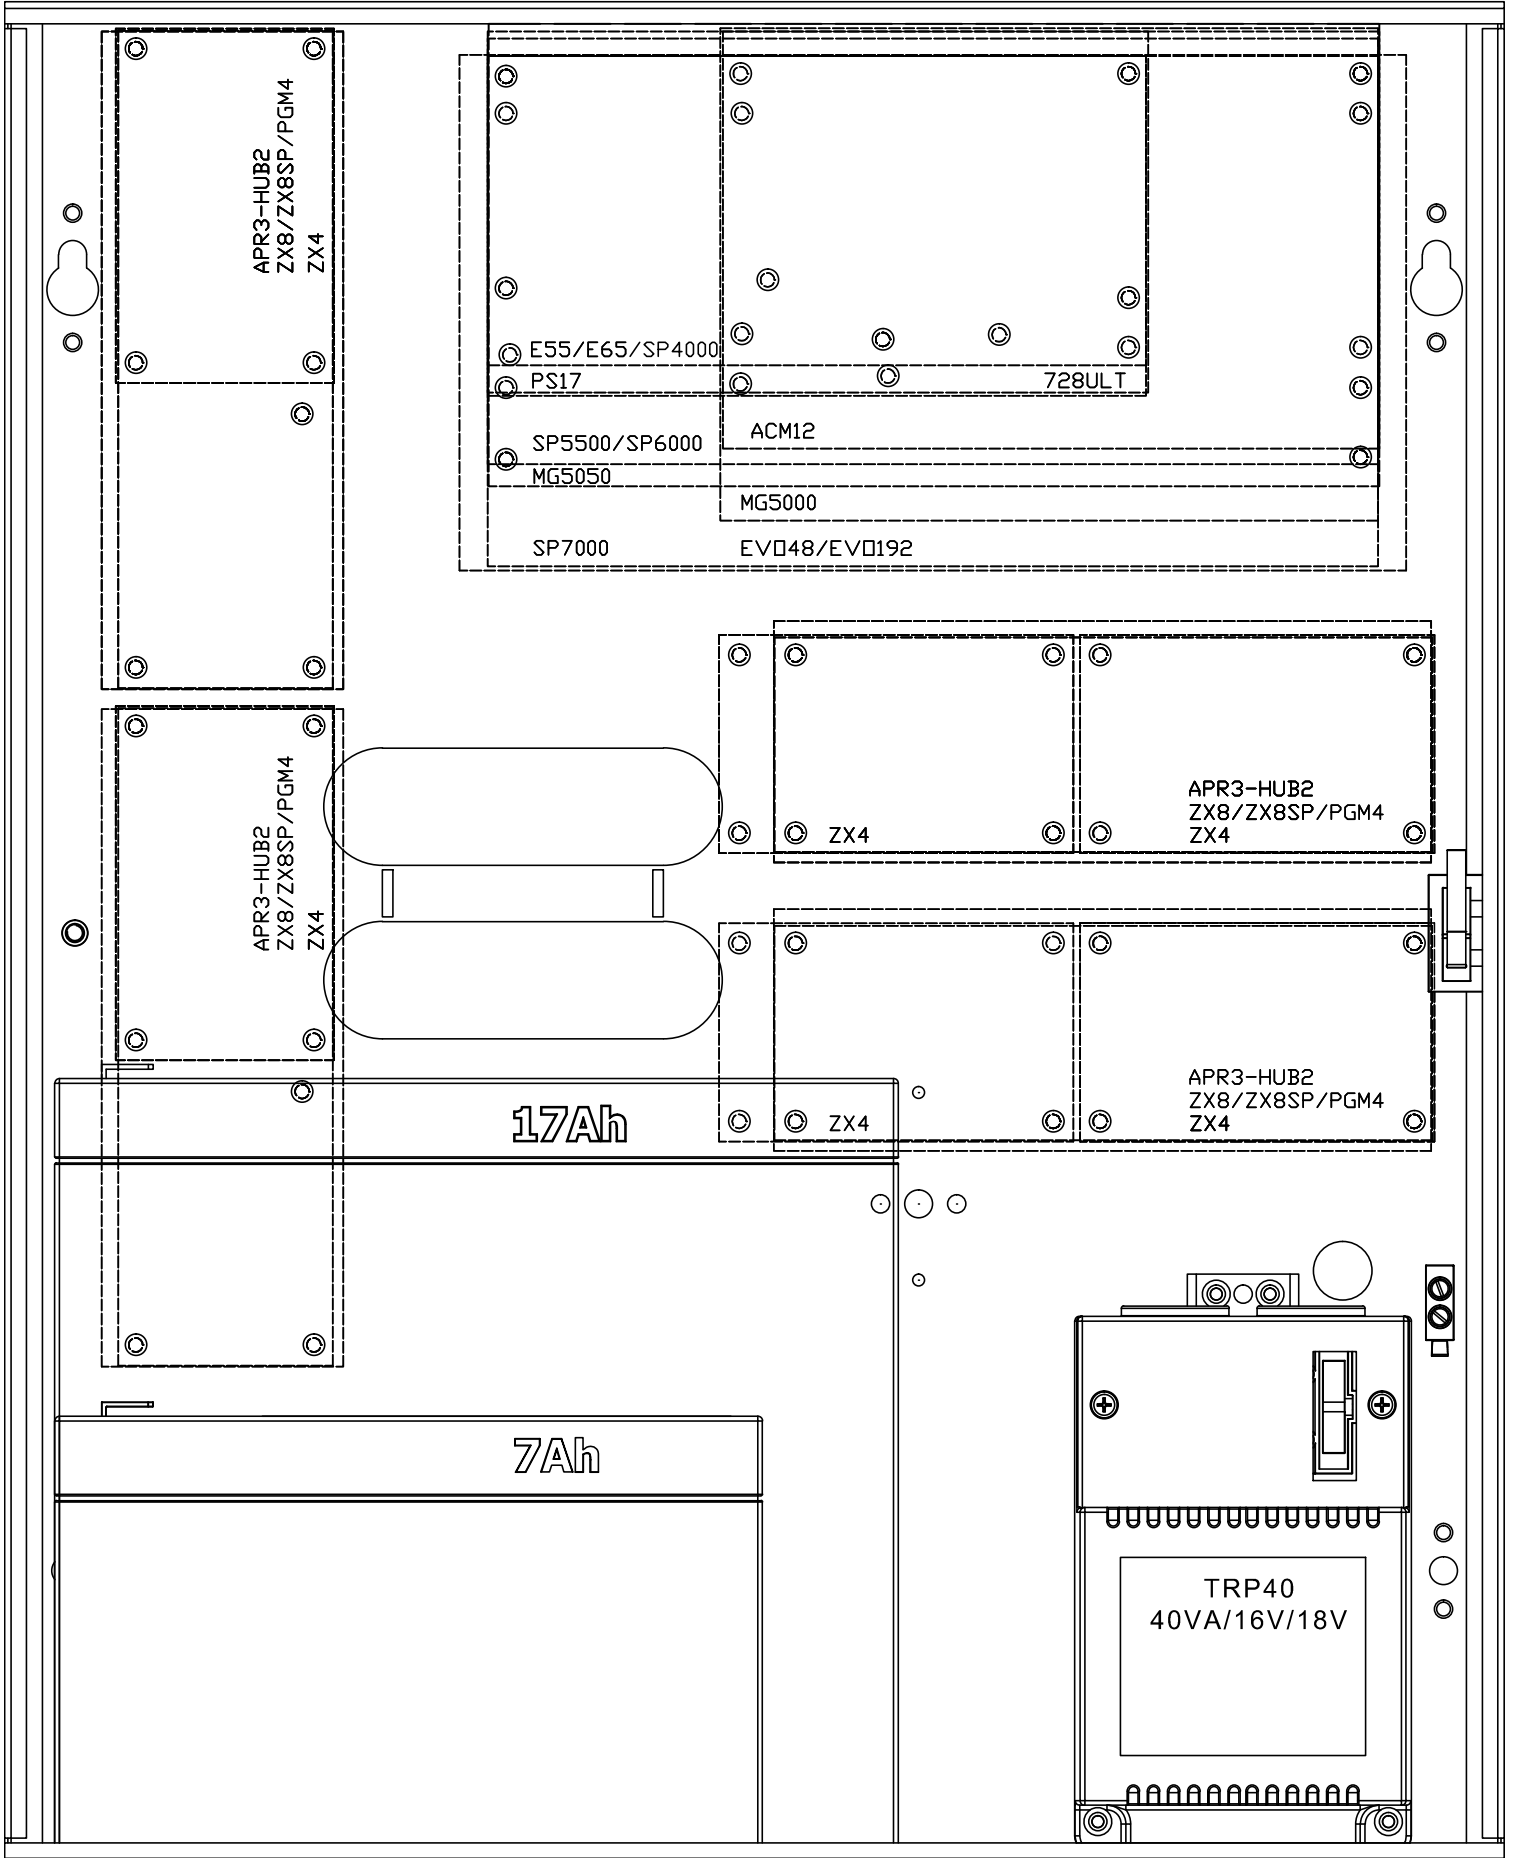 APR3-HUB2
ZX8/ZX8SP/PGM4
ZX4
E55/E65/SP4000
PS17
728ULT
ACM12
SP5500/SP6000
MG5050
MG5000
SP7000
EVO48/EVO192
APR3-HUB2
ZX8/ZX8SP/PGM4
ZX4
ZX4
APR3-HUB2
ZX8/ZX8SP/PGM4
ZX4
ZX4
APR3-HUB2
ZX8/ZX8SP/PGM4
ZX4
17Ah
7Ah
TRP40
40VA/16V/18V